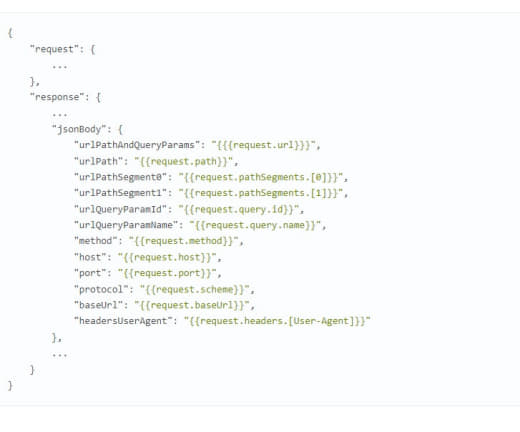 {
    "request": {
        ...
    },
    "response": {
        ...
        "jsonBody": {
            "urlPathAndQueryParams": "{{{request.url}}}",
            "urlPath": "{{request.path}}",
            "urlPathSegment0": "{{request.pathSegments.[0]}}",
            "urlPathSegment1": "{{request.pathSegments.[1]}}",
            "urlQueryParamId": "{{request.query.id}}",
            "urlQueryParamName": "{{request.query.name}}",
            "method": "{{request.method}}",
            "host": "{{request.host}}",
            "port": "{{request.port}}",
            "protocol": "{{request.scheme}}",
            "baseUrl": "{{request.baseUrl}}",
            "headersUserAgent": "{{request.headers.[User-Agent]}}"
        },
        ...
    }
}